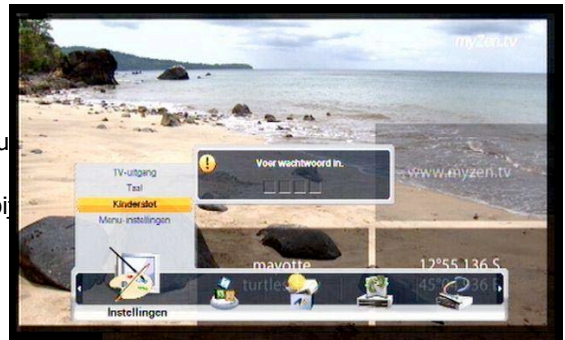 myZen.tv
Voer wachtwoord in.
www.myzen.tv
TV-uitgang
Taal
Kinderslot
Menu-instellingen
mayotte
12°55 136 S
Instellingen